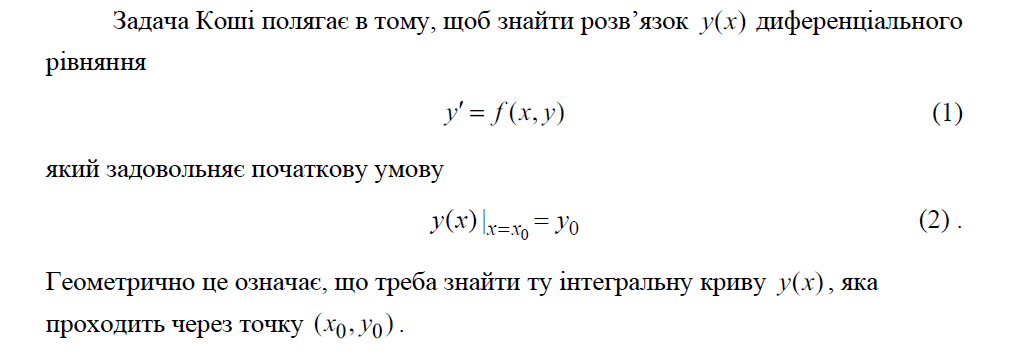 Задача Коші полягає в тому, щоб знайти розв’язок y(x) диференціального
рівняння
y′ = f(x, y) (1)
який задовольняє початкову умову
y(x)|x=x₀ = y₀ (2) .
Геометрично це означає, що треба знайти ту інтегральну криву y(x), яка
проходить через точку (x₀, y₀) .